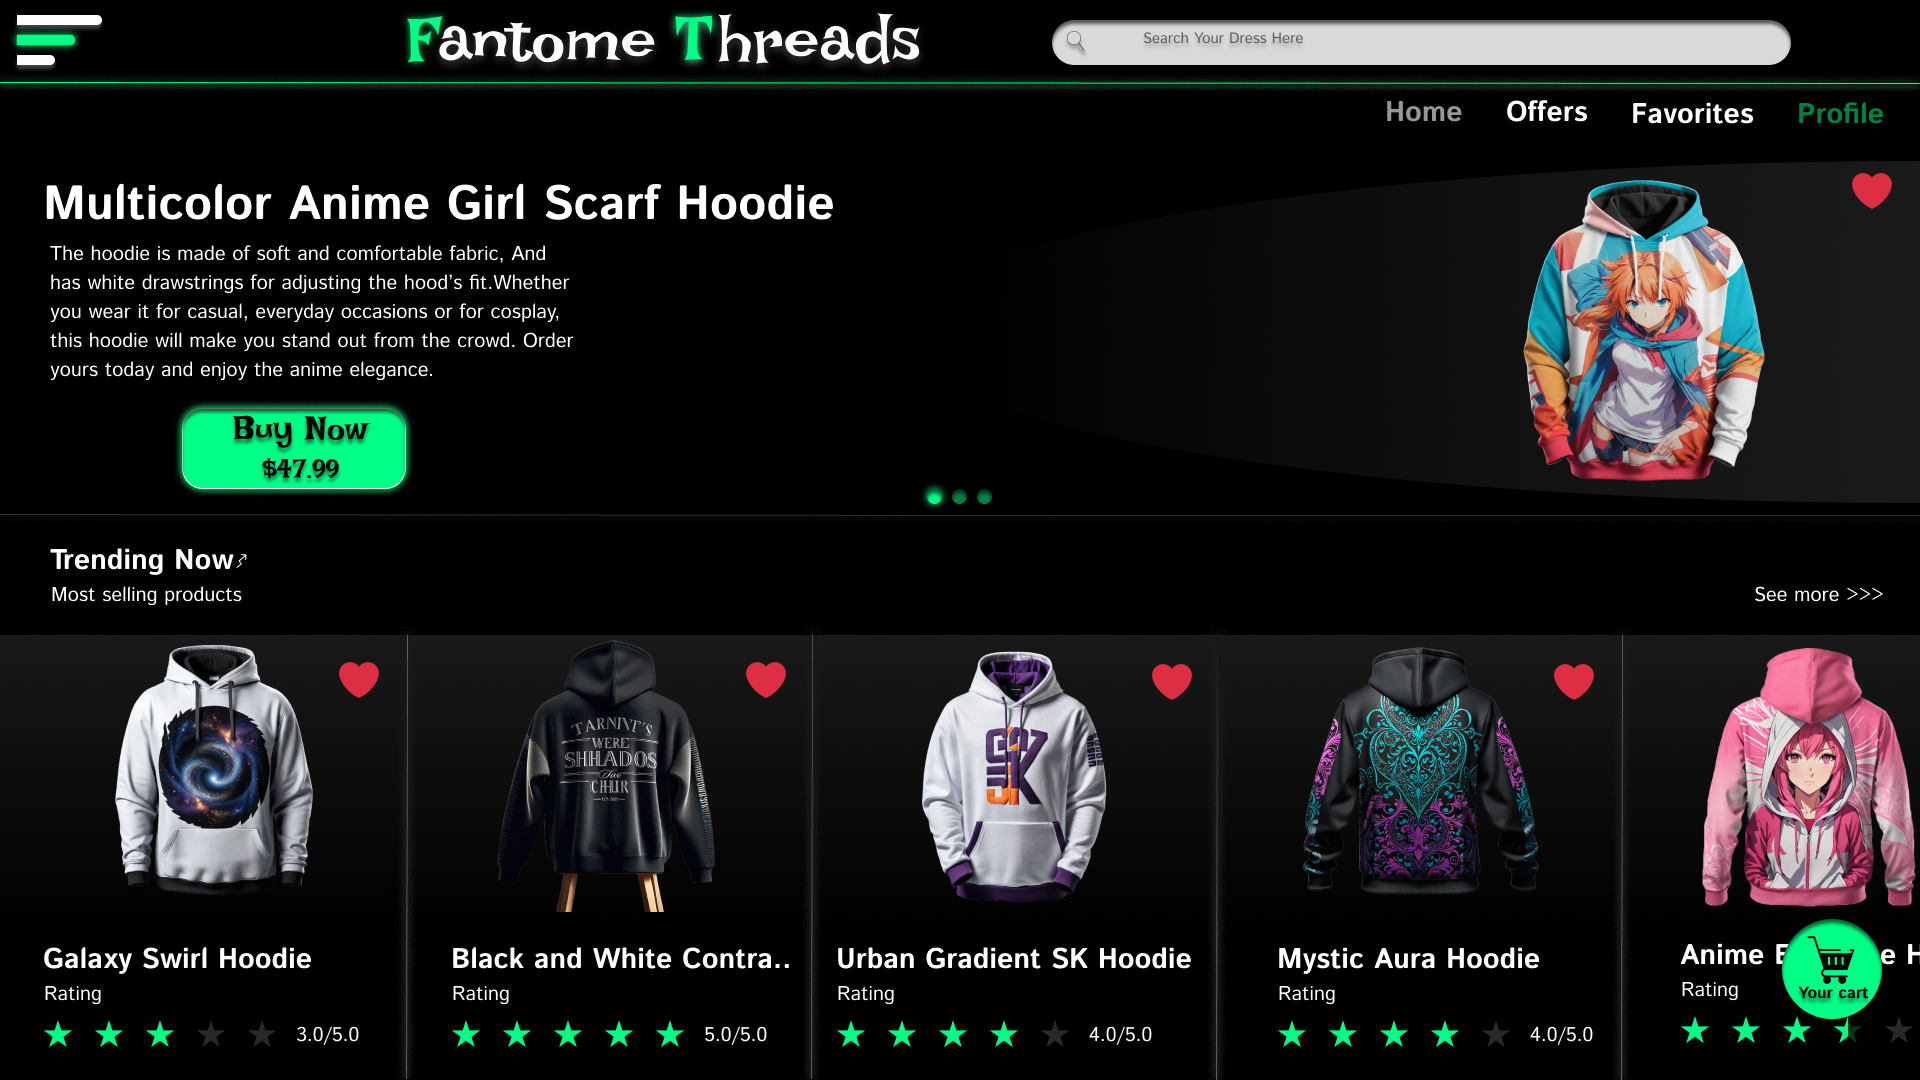 Fantome Threads
Search Your Dress Here
Home Offers Favorites Profile
Multicolor Anime Girl Scarf Hoodie
The hoodie is made of soft and comfortable fabric, And
has white drawstrings for adjusting the hood’s fit.Whether
you wear it for casual, everyday occasions or for cosplay,
this hoodie will make you stand out from the crowd. Order
yours today and enjoy the anime elegance.
Buy Now
$47.99
Trending Now
Most selling products
See more >>>
TARNIVT'S
WERE
SHHADOS
CHUR
SK
Galaxy Swirl Hoodie
Rating
3.0/5.0
Black and White Contra..
Rating
5.0/5.0
Urban Gradient SK Hoodie
Rating
4.0/5.0
Mystic Aura Hoodie
Rating
4.0/5.0
Anime
Rating
Your cart